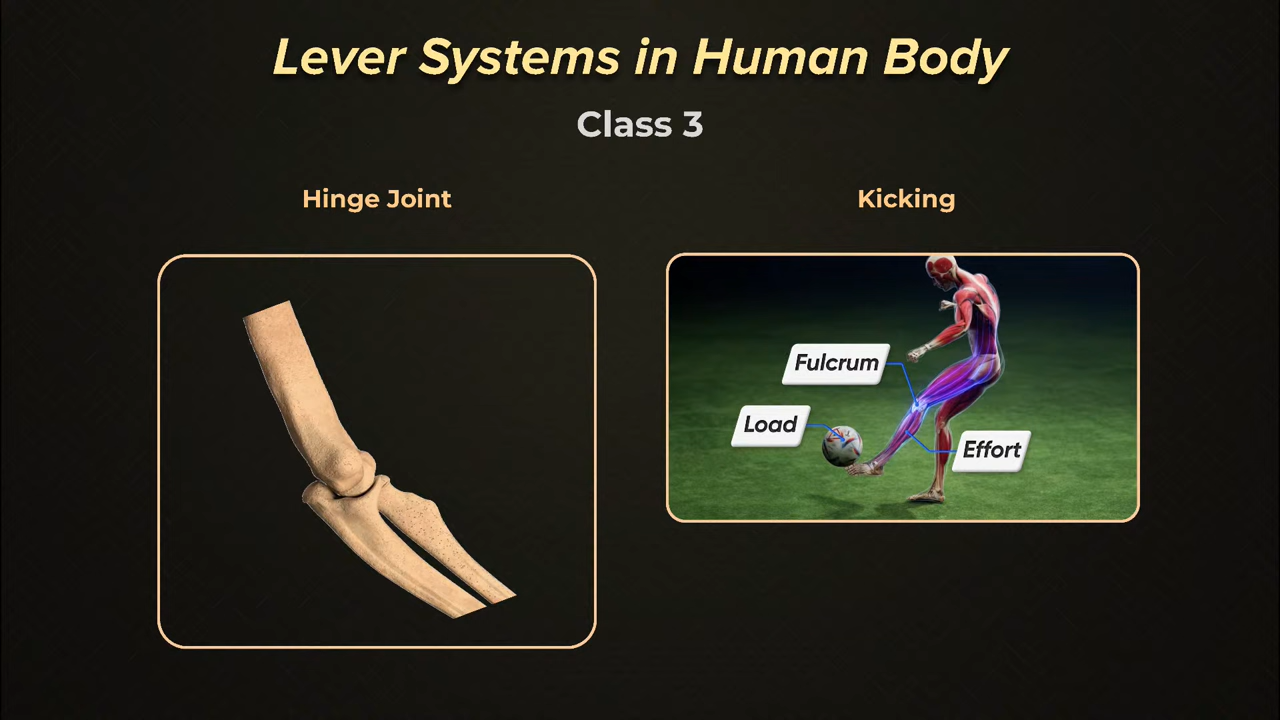 Lever Systems in Human Body
Class 3
Hinge Joint
Kicking
Fulcrum
Load
Effort